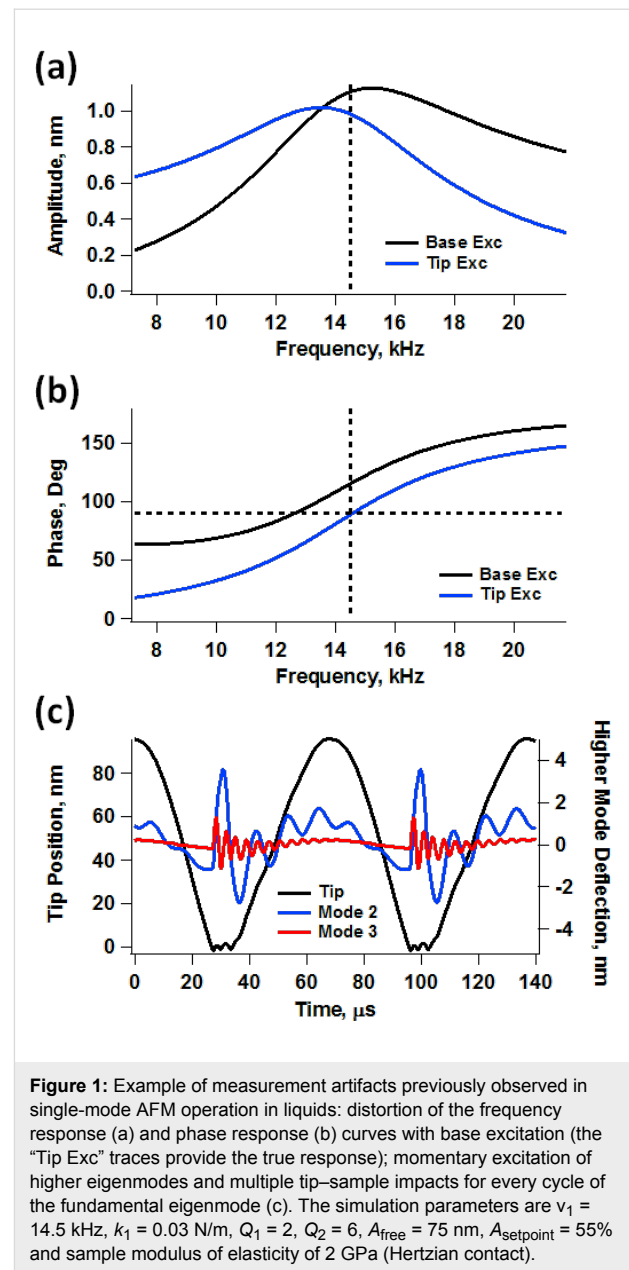 (a)
Amplitude, nm
1.0
0.8
0.6
0.4
0.2
0.0
Base Exc
Tip Exc
8 10 12 14 16 18 20
Frequency, kHz
(b)
Phase, Deg
150
100
50
0
Base Exc
Tip Exc
8 10 12 14 16 18 20
Frequency, kHz
(c)
Tip Position, nm
80
60
40
20
0
Tip
Mode 2
Mode 3
4
2
0
-2
-4
Higher Mode Deflection, nm
0 20 40 60 80 100 120 140
Time, µs
Figure 1: Example of measurement artifacts previously observed in
single-mode AFM operation in liquids: distortion of the frequency
response (a) and phase response (b) curves with base excitation (the
“Tip Exc” traces provide the true response); momentary excitation of
higher eigenmodes and multiple tip–sample impacts for every cycle of
the fundamental eigenmode (c). The simulation parameters are ν₁ =
14.5 kHz, k₁ = 0.03 N/m, Q₁ = 2, Q₂ = 6, A_free = 75 nm, A_setpoint = 55%
and sample modulus of elasticity of 2 GPa (Hertzian contact).